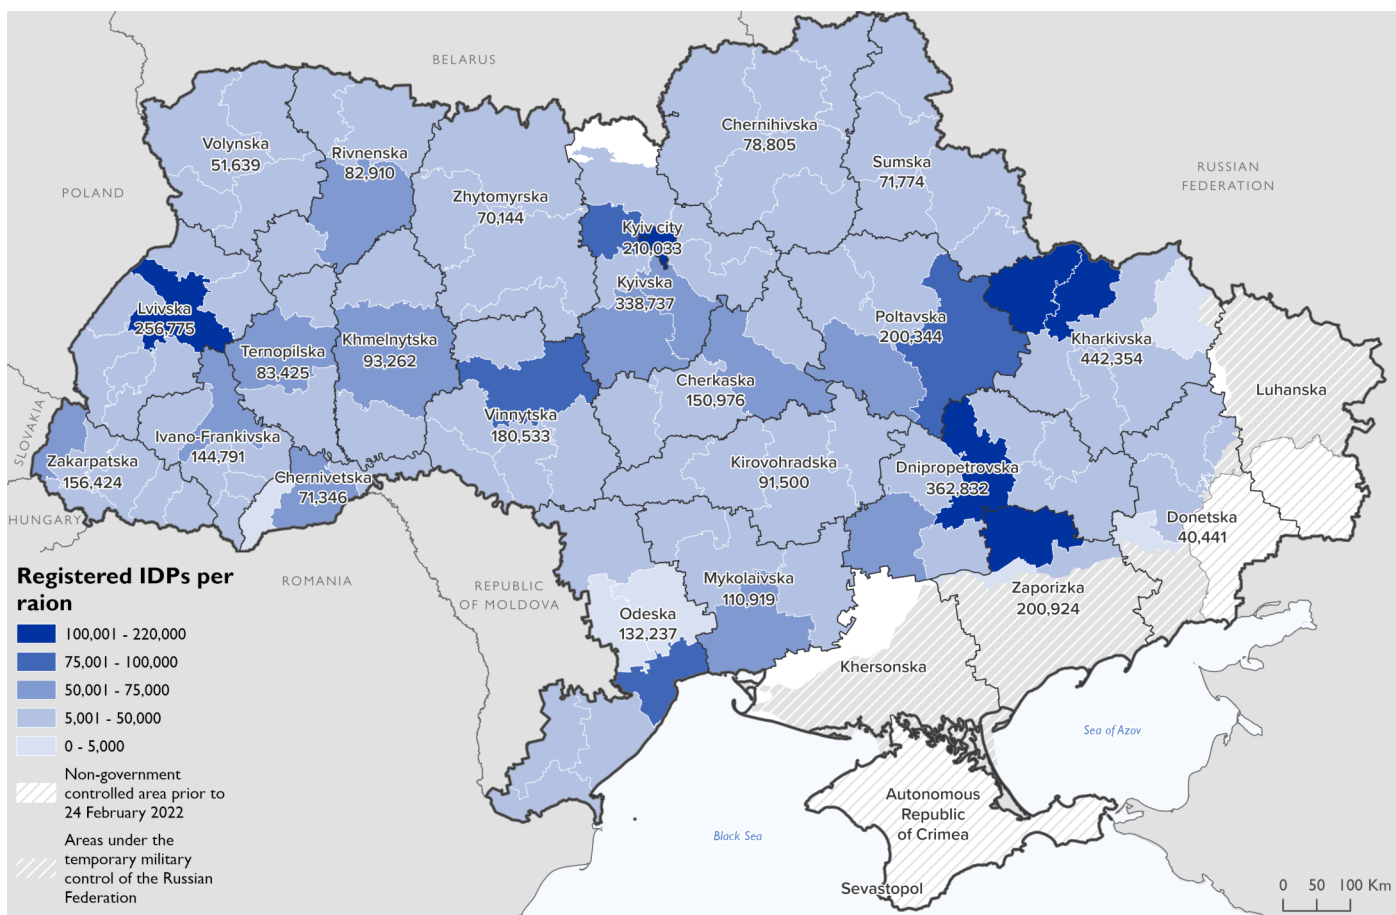 BELARUS
Volynska
51,639
Rivnenska
82,910
Chernihivska
78,805
Sumska
71,774
RUSSIAN
FEDERATION
POLAND
Zhytomyrska
70,144
Kyiv city
210,033
Kyivska
338,737
Lvivska
256,775
Ternopilska
83,425
Khmelnytska
93,262
Poltavska
200,344
Kharkivska
442,354
Luhanska
Cherkaska
150,976
Vinnytska
180,533
SLOVAKIA
Zakarpatska
156,424
Ivano-Frankivska
144,791
Chernivetska
71,346
Kirovohradska
91,500
Dnipropetrovska
362,832
Donetska
40,441
HUNGARY
ROMANIA
REPUBLIC
OF MOLDOVA
Odeska
132,237
Mykolaivska
110,919
Zaporizka
200,924
Khersonska
Sea of Azov
Autonomous
Republic
of Crimea
Black Sea
Sevastopol
Registered IDPs per
raion
100,001 - 220,000
75,001 - 100,000
50,001 - 75,000
5,001 - 50,000
0 - 5,000
Non-government
controlled area prior to
24 February 2022
Areas under the
temporary military
control of the Russian
Federation
0 50 100 Km